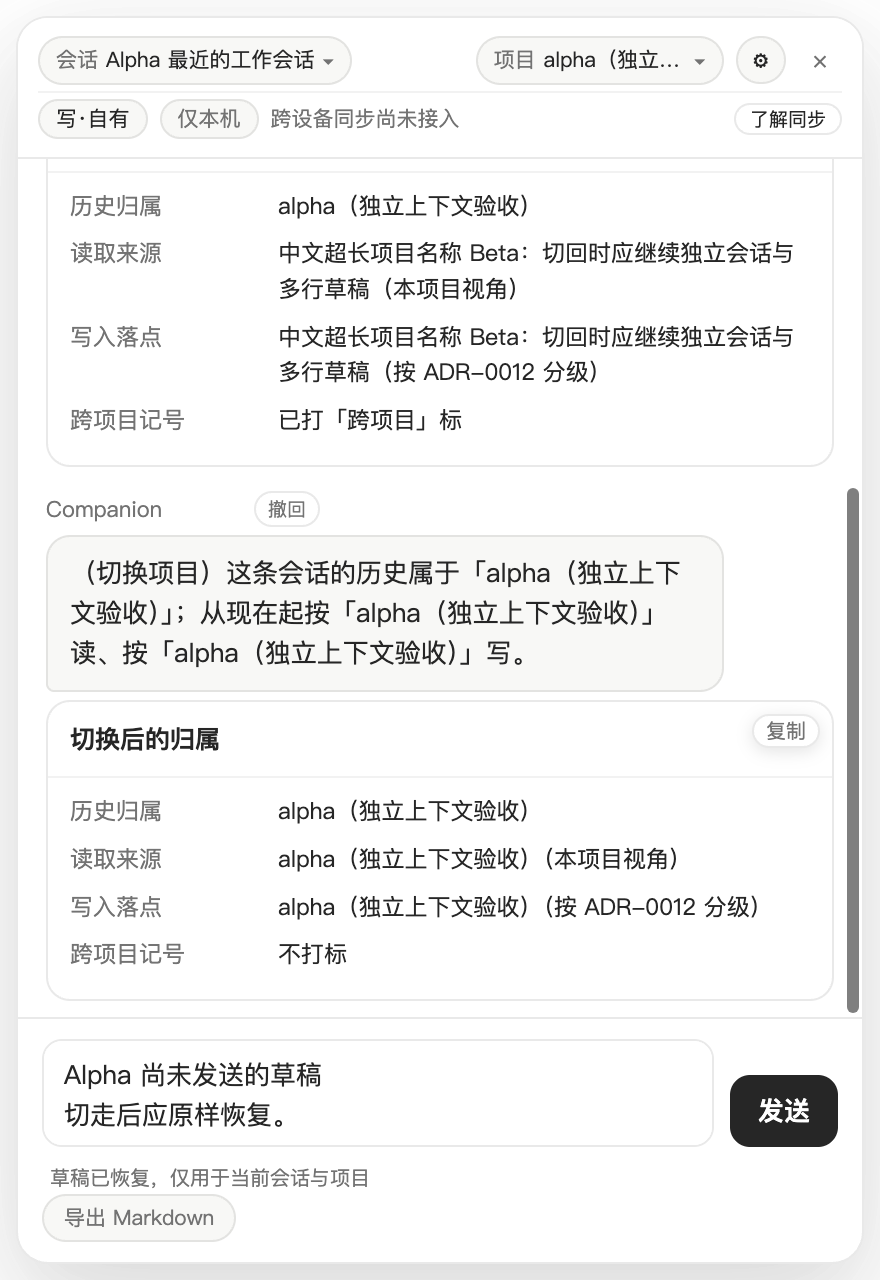 会话 Alpha 最近的工作会话
项目 alpha（独立…
写·自有
仅本机
跨设备同步尚未接入
了解同步
历史归属
alpha（独立上下文验收）
读取来源
中文超长项目名称 Beta：切回时应继续独立会话与
多行草稿（本项目视角）
写入落点
中文超长项目名称 Beta：切回时应继续独立会话与
多行草稿（按 ADR-0012 分级）
跨项目记号
已打「跨项目」标
Companion
撤回
（切换项目）这条会话的历史属于「alpha（独立上下
文验收）」；从现在起按「alpha（独立上下文验收）」
读、按「alpha（独立上下文验收）」写。
切换后的归属
复制
历史归属
alpha（独立上下文验收）
读取来源
alpha（独立上下文验收）（本项目视角）
写入落点
alpha（独立上下文验收）（按 ADR-0012 分级）
跨项目记号
不打标
Alpha 尚未发送的草稿
切走后应原样恢复。
发送
草稿已恢复，仅用于当前会话与项目
导出 Markdown